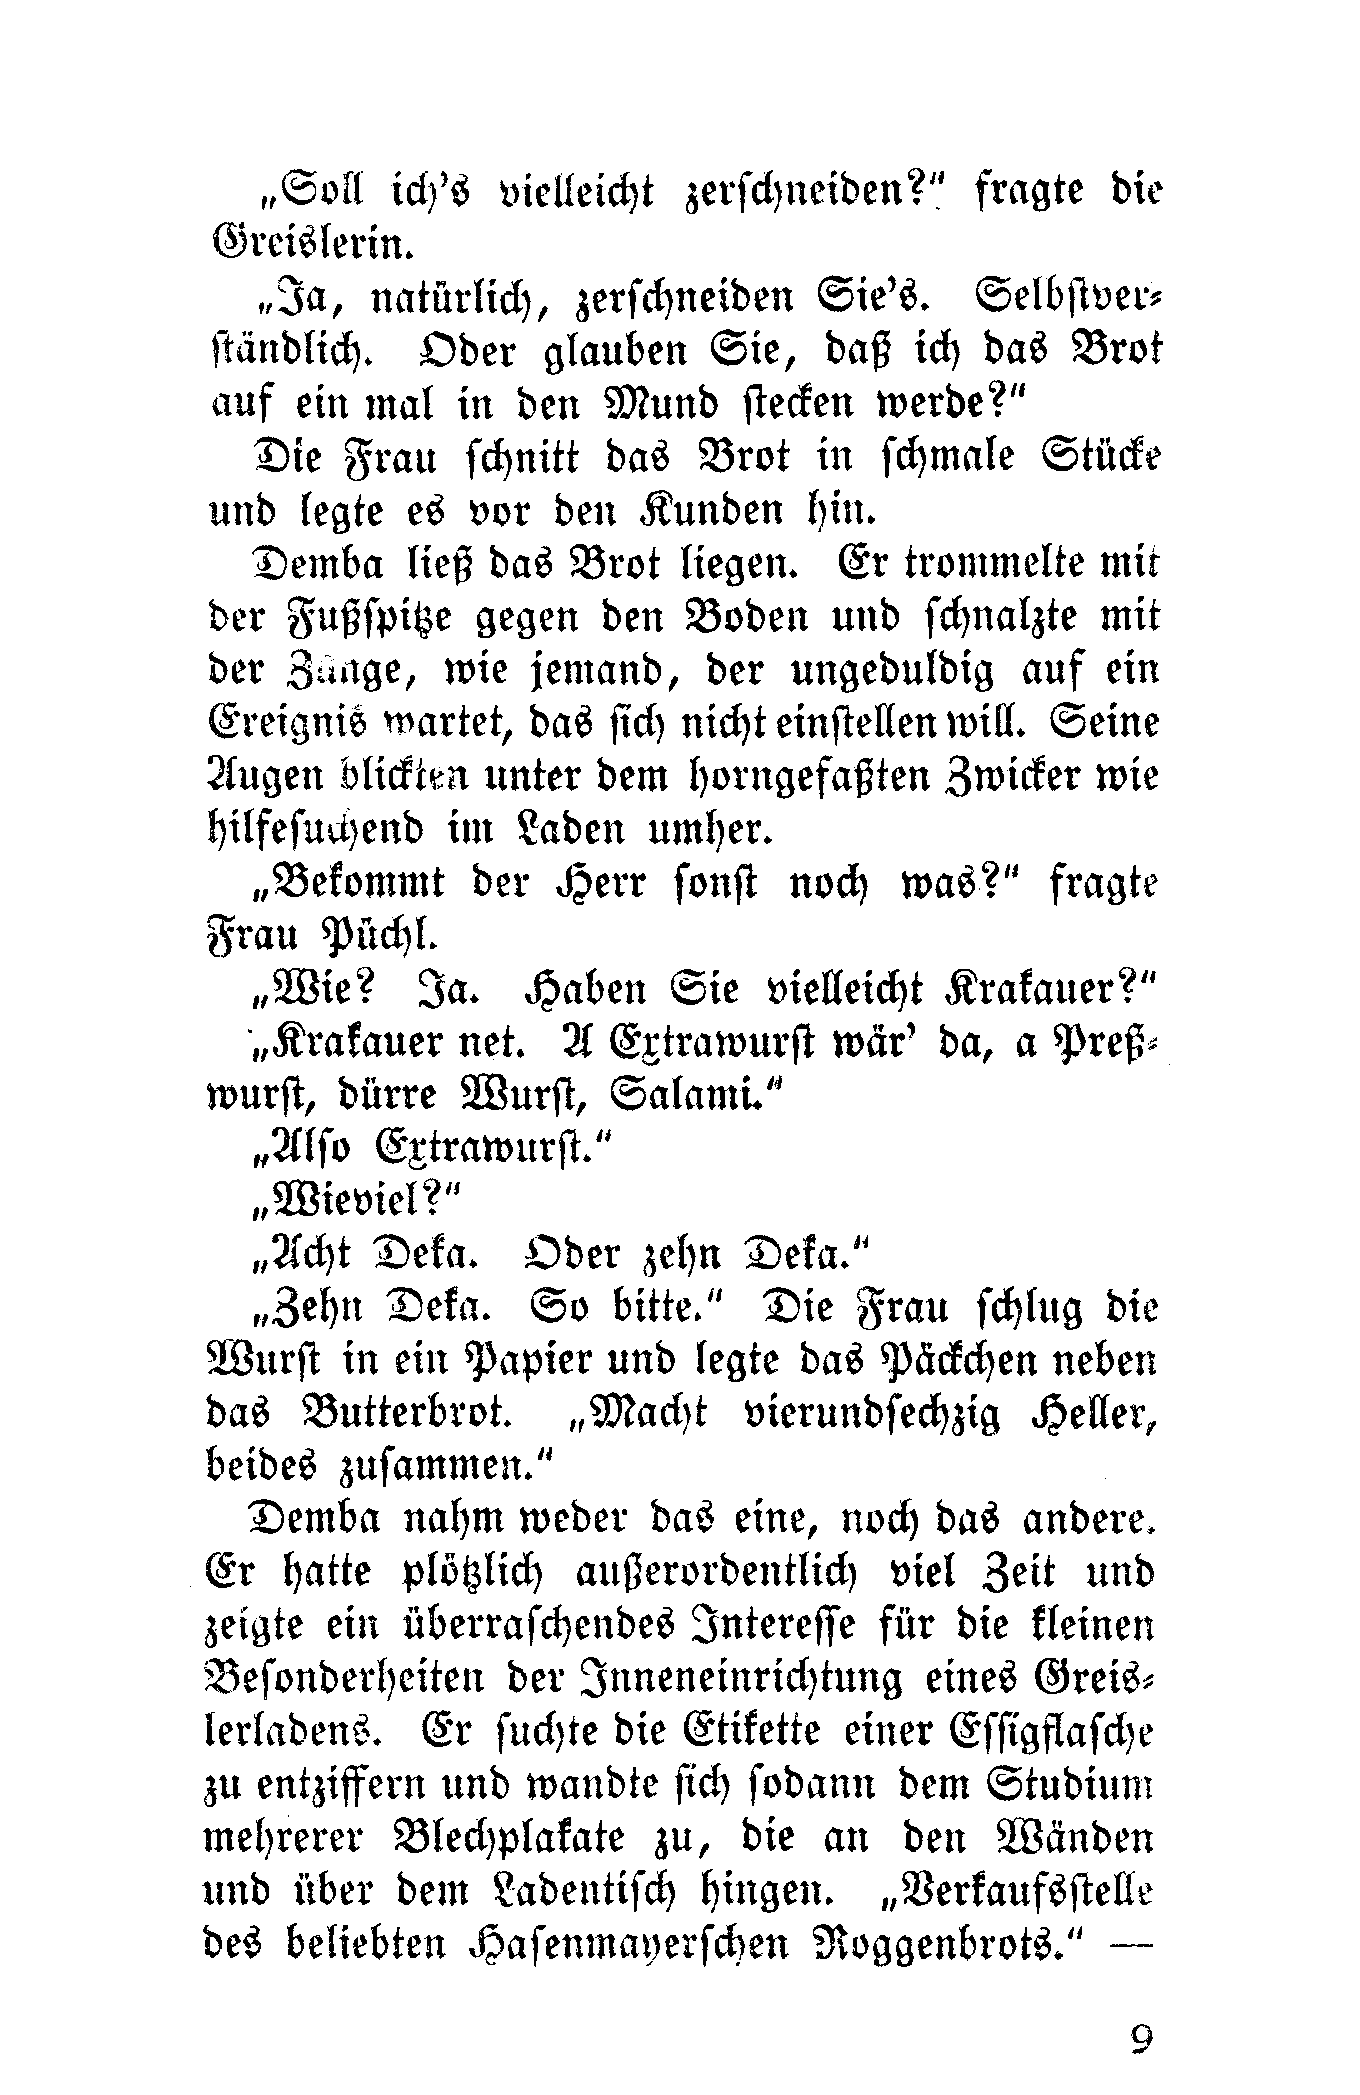 „Soll ich's vielleicht zerschneiden?“ fragte die
Greislerin.
„Ja, natürlich, zerschneiden Sie's. Selbstver-
ständlich. Oder glauben Sie, daß ich das Brot
auf ein mal in den Mund stecken werde?“
Die Frau schnitt das Brot in schmale Stücke
und legte es vor den Kunden hin.
Demba ließ das Brot liegen. Er trommelte mit
der Fußspitze gegen den Boden und schnalzte mit
der Zunge, wie jemand, der ungeduldig auf ein
Ereignis wartet, das sich nicht einstellen will. Seine
Augen blickten unter dem horngefaßten Zwicker wie
hilfesuchend im Laden umher.
„Bekommt der Herr sonst noch was?“ fragte
Frau Püchl.
„Wie? Ja. Haben Sie vielleicht Krakauer?“
„Krakauer net. A Extrawurst wär' da, a Preß-
wurst, dürre Wurst, Salami.“
„Also Extrawurst.“
„Wieviel?“
„Acht Deka. Oder zehn Deka.“
„Zehn Deka. So bitte.“ Die Frau schlug die
Wurst in ein Papier und legte das Päckchen neben
das Butterbrot. „Macht vierundsechzig Heller,
beides zusammen.“
Demba nahm weder das eine, noch das andere.
Er hatte plötzlich außerordentlich viel Zeit und
zeigte ein überraschendes Interesse für die kleinen
Besonderheiten der Inneneinrichtung eines Greis-
lerladens. Er suchte die Etikette einer Essigflasche
zu entziffern und wandte sich sodann dem Studium
mehrerer Blechplakate zu, die an den Wänden
und über dem Ladentisch hingen. „Verkaufsstelle
des beliebten Hasenmayerschen Roggenbrots.“ —
9